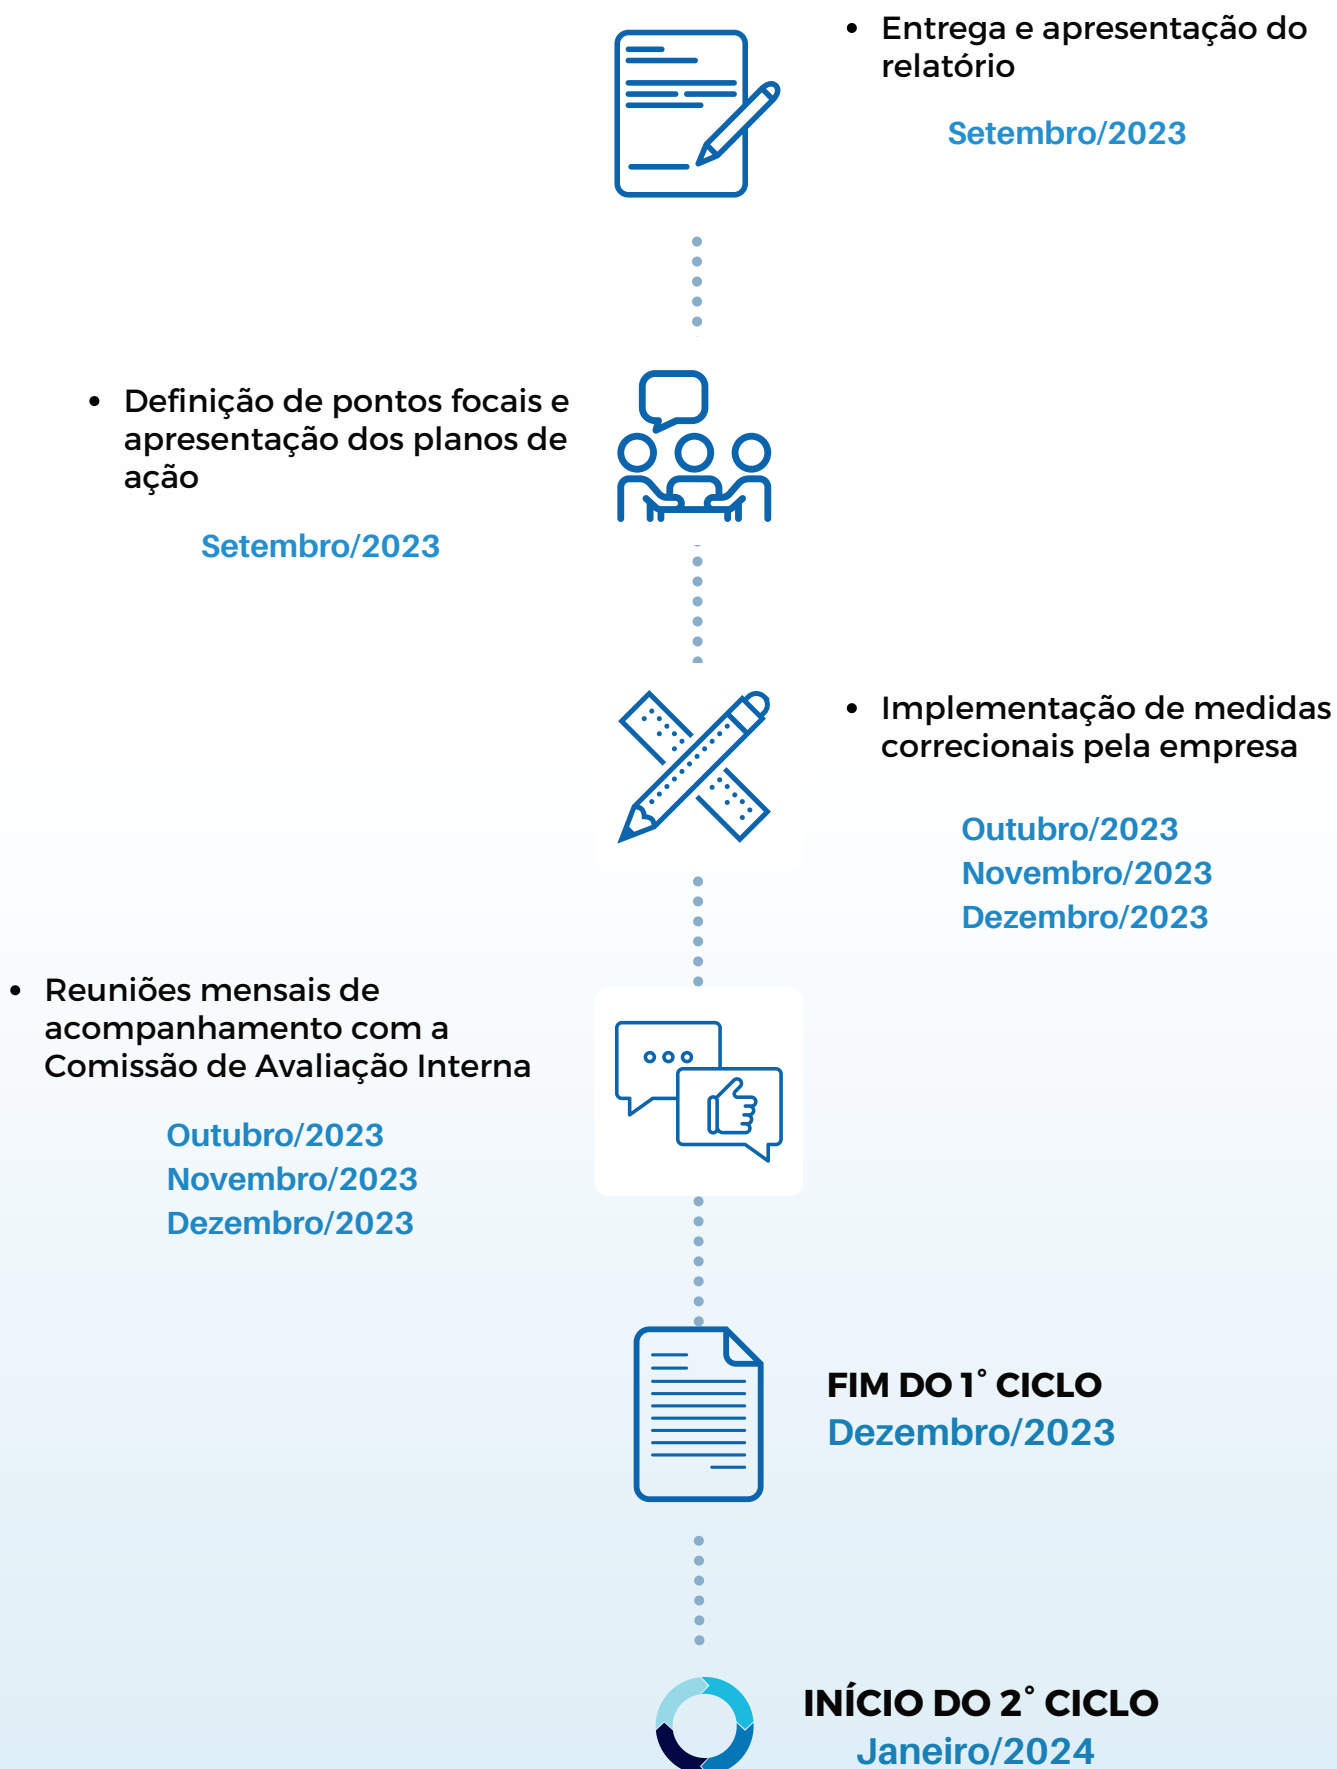 • Entrega e apresentação do
relatório
Setembro/2023
• Definição de pontos focais e
apresentação dos planos de
ação
Setembro/2023
• Implementação de medidas
correcionais pela empresa
Outubro/2023
Novembro/2023
Dezembro/2023
• Reuniões mensais de
acompanhamento com a
Comissão de Avaliação Interna
Outubro/2023
Novembro/2023
Dezembro/2023
FIM DO 1° CICLO
Dezembro/2023
INÍCIO DO 2° CICLO
Janeiro/2024